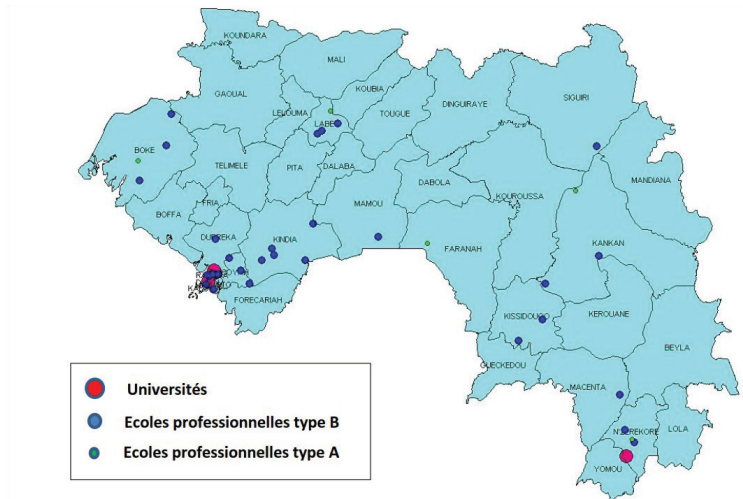 KOUNDARA
MALI
GAOUAL
KOUBIA
SIGUIRI
LELOUMA
LABE
TOUGUE
DINGUIRAYE
BOKE
TELIMELE
PITA
DALABA
DABOLA
KOUROUSSA
MANDIANA
FRIA
BOFFA
MAMOU
DUBREKA
KINDIA
FARANAH
KANKAN
FORECARIAH
KISSIDOUGO
KEROUANE
BEYLA
GUECKEDOU
MACENTA
N'ZEREKORE
LOLA
YOMOU
Universités
Ecoles professionnelles type B
Ecoles professionnelles type A